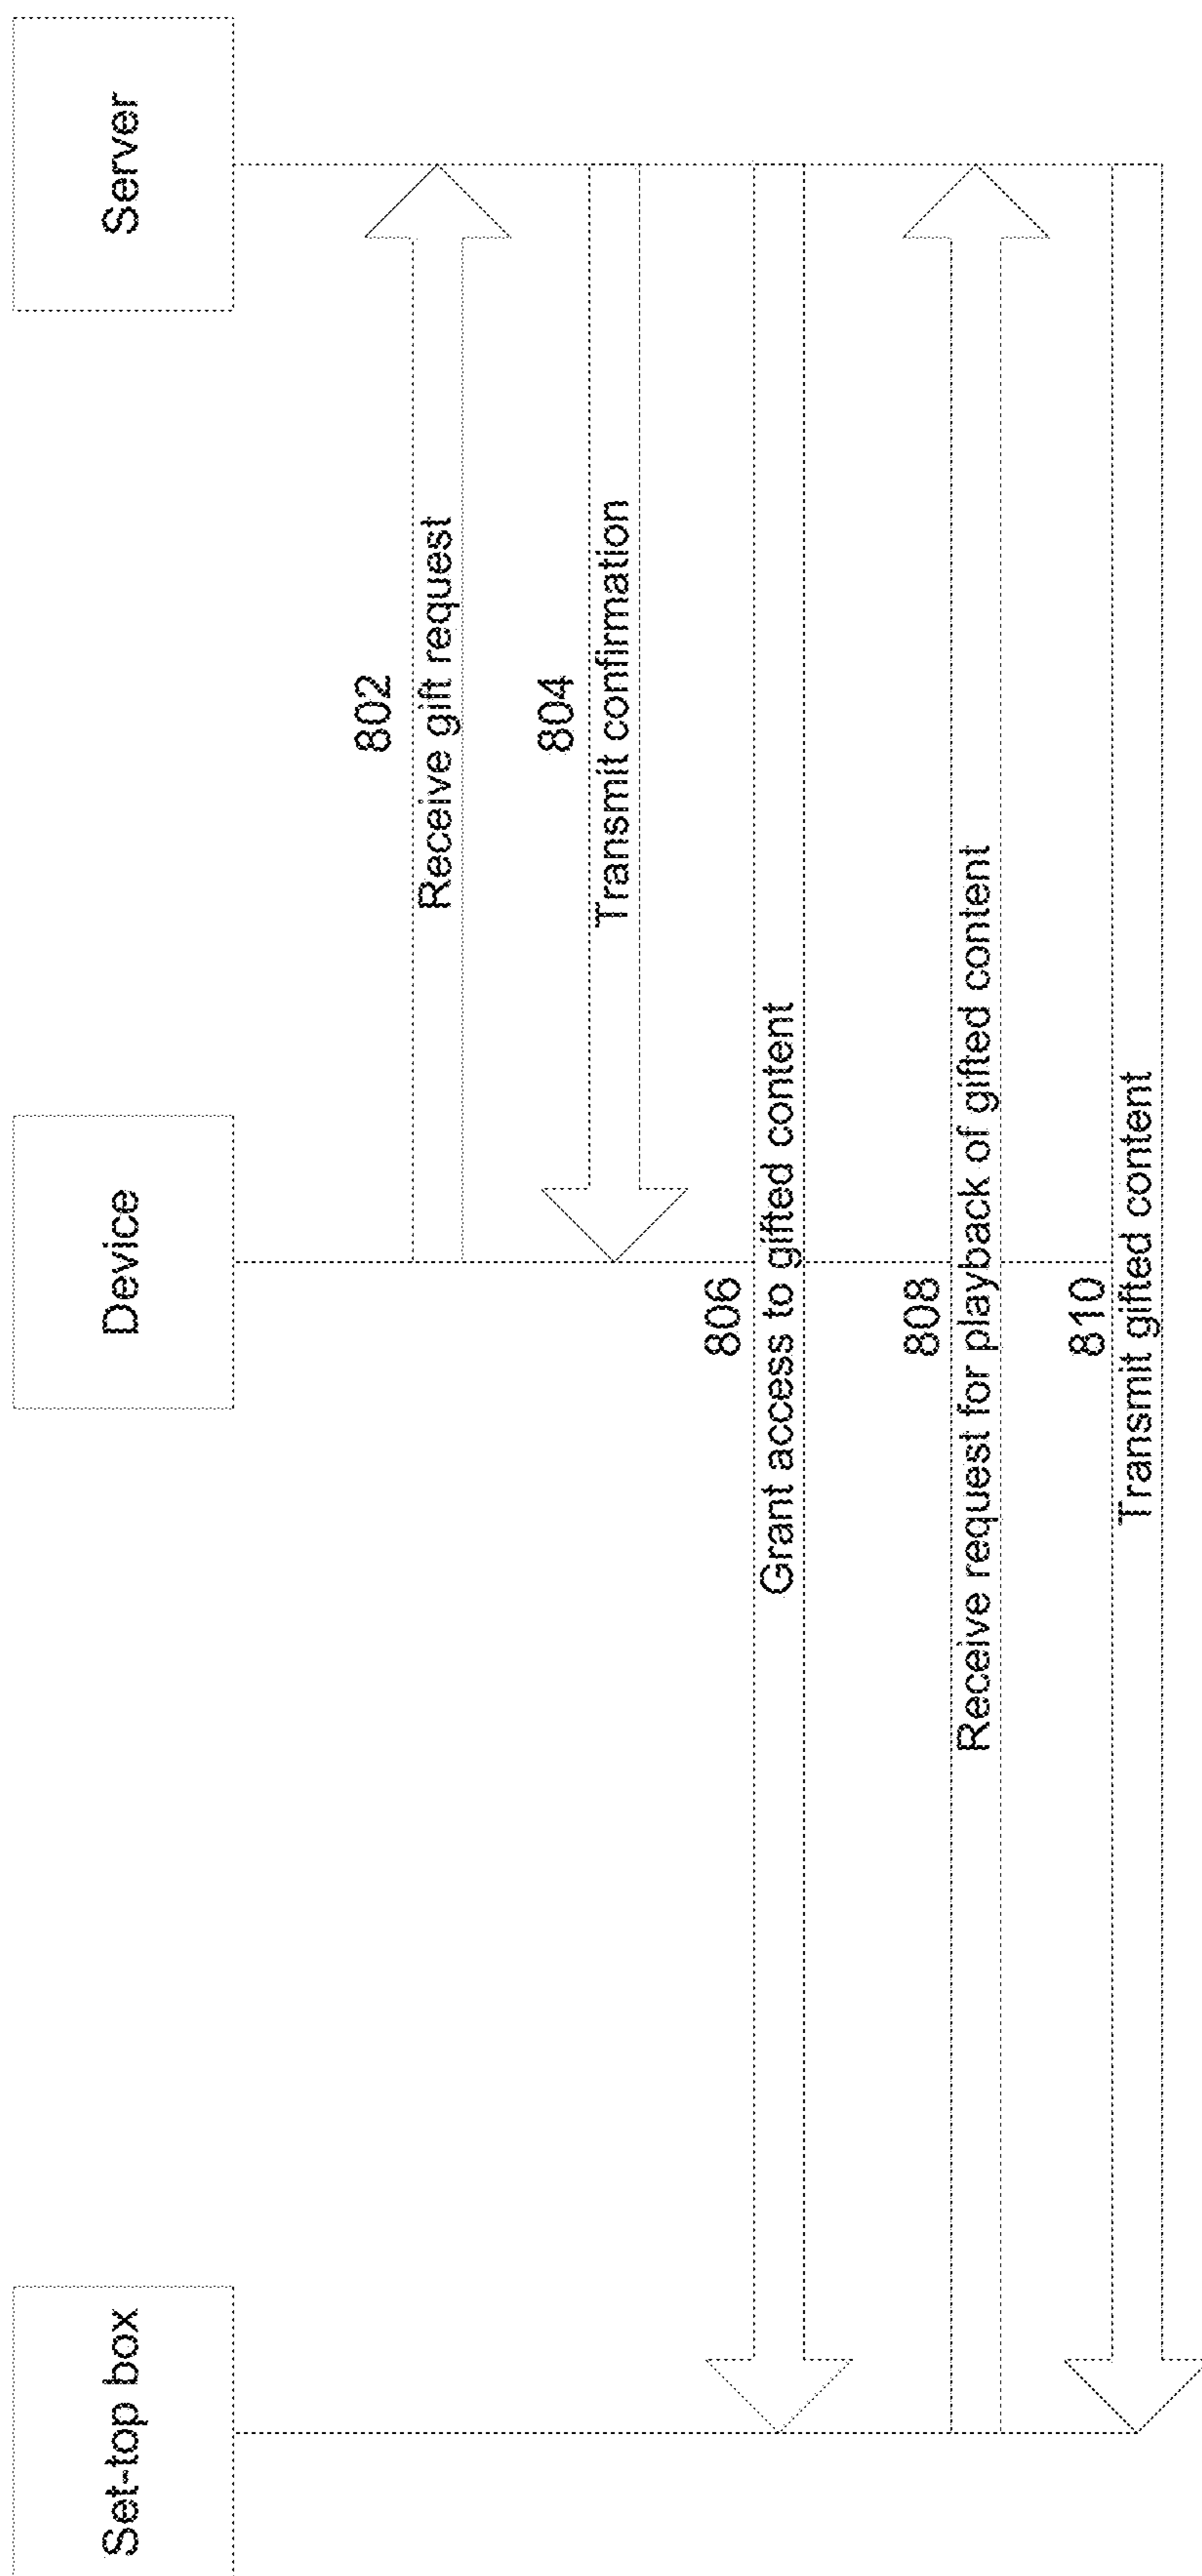 Set-top box
Device
Server
802
Receive gift request
804
Transmit confirmation
806
Grant access to gifted content
808
Receive request for playback of gifted content
810
Transmit gifted content